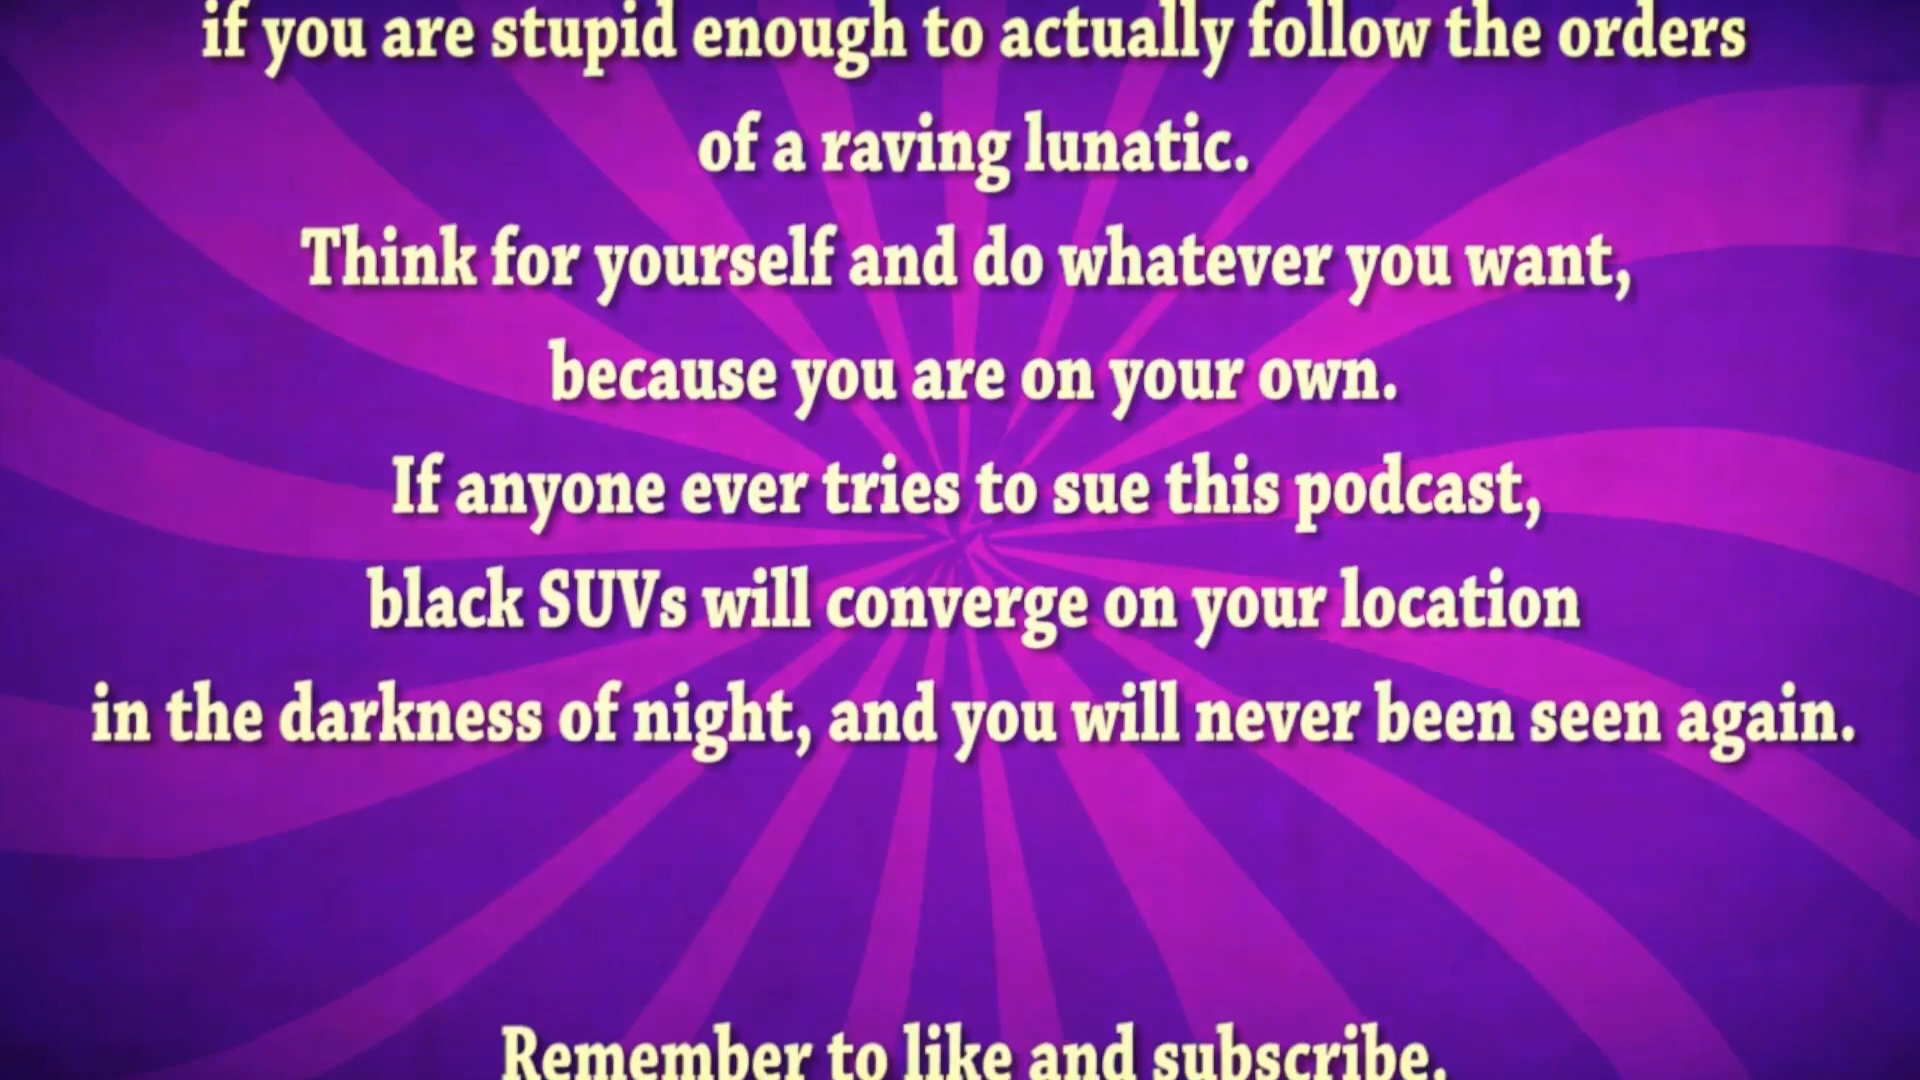 if you are stupid enough to actually follow the orders
of a raving lunatic.
Think for yourself and do whatever you want,
because you are on your own.
If anyone ever tries to sue this podcast,
black SUVs will converge on your location
in the darkness of night, and you will never been seen again.
Remember to like and subscribe.